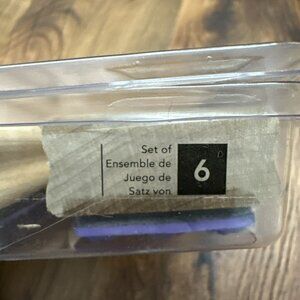 Set of
Ensemble de
Juego de
Satz von
6